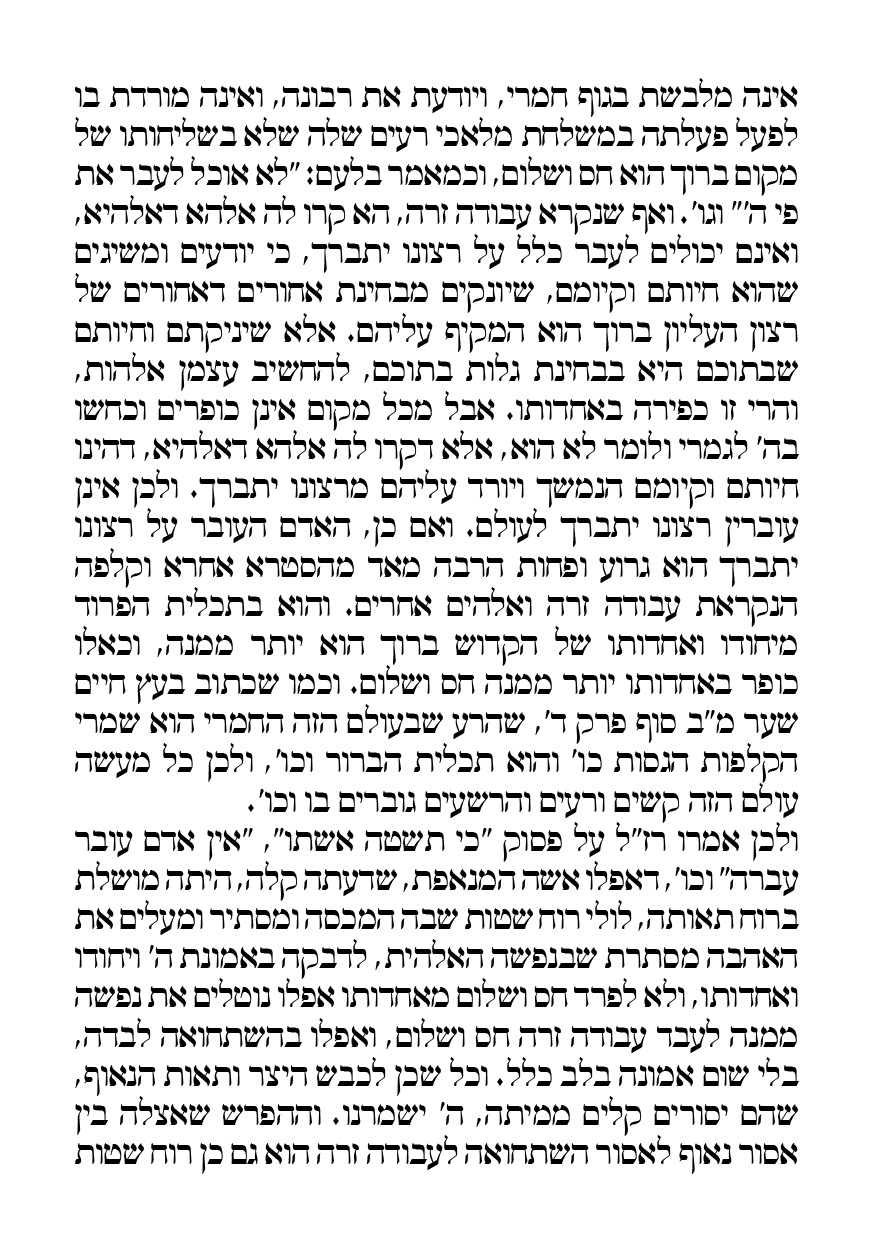 אינה מלבשת בגוף חמרי, ויודעת את רבונה, ואינה מורדת בו
לפעל פעלתה במשלחת מלאכי רעים שלה שלא בשליחותו של
מקום ברוך הוא חס ושלום, וכמאמר בלעם: "לא אוכל לעבר את
פי ה'" וגו'. ואף שנקרא עבודה זרה, הא קרו לה אלהא דאלהיא,
ואינם יכולים לעבר כלל על רצונו יתברך, כי יודעים ומשיגים
שהוא חיותם וקיומם, שיונקים מבחינת אחורים דאחורים של
רצון העליון ברוך הוא המקיף עליהם. אלא שיניקתם וחיותם
שבתוכם היא בבחינת גלות בתוכם, להחשיב עצמן אלהות,
והרי זו כפירה באחדותו. אבל מכל מקום אינן כופרים וכחשו
בה' לגמרי ולומר לא הוא, אלא דקרו לה אלהא דאלהיא, דהינו
חיותם וקיומם הנמשך ויורד עליהם מרצונו יתברך. ולכן אינן
עוברין רצונו יתברך לעולם. ואם כן, האדם העובר על רצונו
יתברך הוא גרוע ופחות הרבה מאד מהסטרא אחרא וקלפה
הנקראת עבודה זרה ואלהים אחרים. והוא בתכלית הפרוד
מיחודו ואחדותו של הקדוש ברוך הוא יותר ממנה, וכאלו
כופר באחדותו יותר ממנה חס ושלום. וכמו שכתוב בעץ חיים
שער מ"ב סוף פרק ד', שהרע שבעולם הזה החמרי הוא שמרי
הקלפות הגסות כו' והוא תכלית הברור וכו', ולכן כל מעשה
עולם הזה קשים ורעים והרשעים גוברים בו וכו'.
ולכן אמרו רז"ל על פסוק "כי תשטה אשתו", "אין אדם עובר
עברה" וכו', דאפלו אשה המנאפת, שדעתה קלה, היתה מושלת
ברוח תאותה, לולי רוח שטות שבה המכסה ומסתיר ומעלים את
האהבה מסתרת שבנפשה האלהית, לדבקה באמונת ה' ויחודו
ואחדותו, ולא לפרד חס ושלום מאחדותו אפלו נוטלים את נפשה
ממנה לעבד עבודה זרה חס ושלום, ואפלו בהשתחואה לבדה,
בלי שום אמונה בלב כלל. וכל שכן לכבש היצר ותאות הנאוף,
שהם יסורים קלים ממיתה, ה' ישמרנו. וההפרש שאצלה בין
אסור נאוף לאסור השתחואה לעבודה זרה הוא גם כן רוח שטות